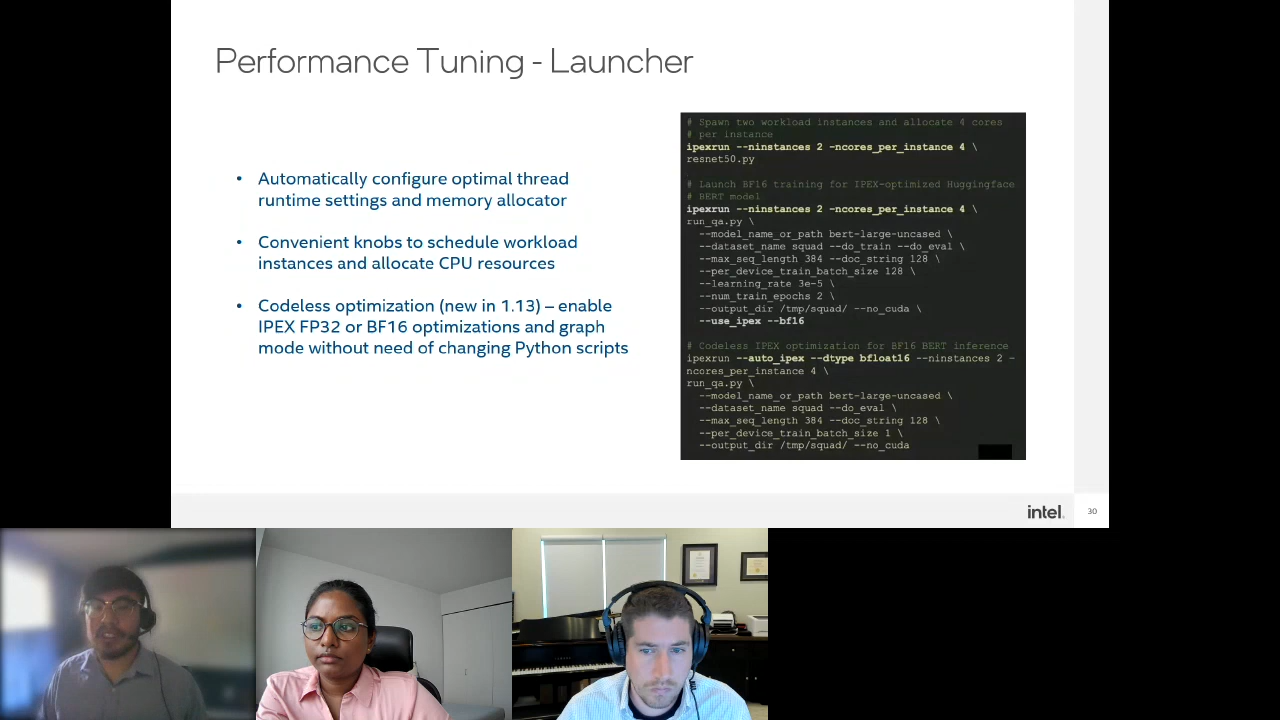 Performance Tuning - Launcher
• Automatically configure optimal thread
runtime settings and memory allocator
• Convenient knobs to schedule workload
instances and allocate CPU resources
• Codeless optimization (new in 1.13) – enable
IPEX FP32 or BF16 optimizations and graph
mode without need of changing Python scripts
# Spawn two workload instances and allocate 4 cores
# per instance
ipexrun --ninstances 2 -ncores_per_instance 4 \
resnet50.py
# Launch BF16 training for IPEX-optimized Huggingface
# BERT model
ipexrun --ninstances 2 -ncores_per_instance 4 \
run_qa.py \
--model_name_or_path bert-large-uncased \
--dataset_name squad --do_train --do_eval \
--max_seq_length 384 --doc_string 128 \
--per_device_train_batch_size 128 \
--learning_rate 3e-5 \
--num_train_epochs 2 \
--output_dir /tmp/squad/ --no_cuda \
--use_ipex --bf16
# Codeless IPEX optimization for BF16 BERT inference
ipexrun --auto_ipex --dtype bfloat16 --ninstances 2 -
ncores_per_instance 4 \
run_qa.py \
--model_name_or_path bert-large-uncased \
--dataset_name squad --do_eval \
--max_seq_length 384 --doc_string 128 \
--per_device_train_batch_size 1 \
--output_dir /tmp/squad/ --no_cuda
intel.
30